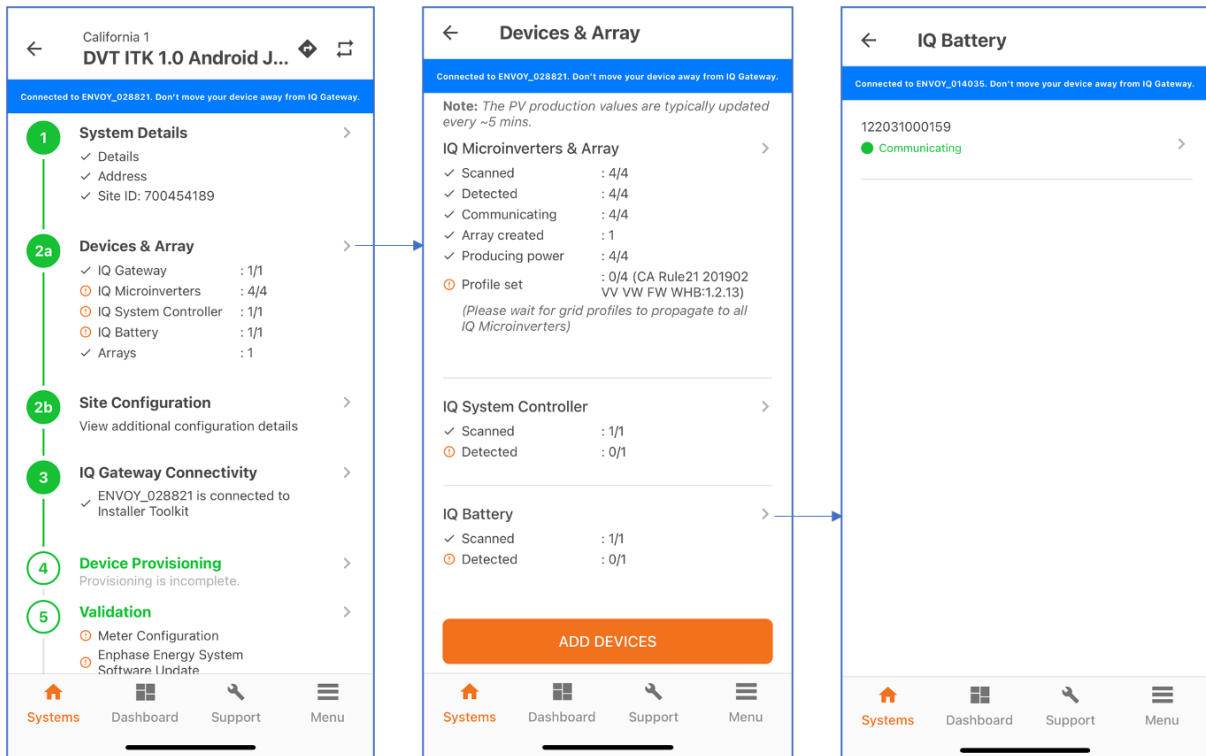 California 1
DVT ITK 1.0 Android J...
Connected to ENVOY_028821. Don't move your device away from IQ Gateway.
1
System Details
Details
Address
Site ID: 700454189
2a
Devices & Array
IQ Gateway : 1/1
IQ Microinverters : 4/4
IQ System Controller : 1/1
IQ Battery : 1/1
Arrays : 1
2b
Site Configuration
View additional configuration details
3
IQ Gateway Connectivity
ENVOY_028821 is connected to
Installer Toolkit
4
Device Provisioning
Provisioning is incomplete.
5
Validation
Meter Configuration
Enphase Energy System
Software Update
Systems Dashboard Support Menu
Devices & Array
Connected to ENVOY_028821. Don't move your device away from IQ Gateway.
Note: The PV production values are typically updated
every ~5 mins.
IQ Microinverters & Array
Scanned : 4/4
Detected : 4/4
Communicating : 4/4
Array created : 1
Producing power : 4/4
Profile set : 0/4 (CA Rule21 201902
VV VW FW WHB:1.2.13)
(Please wait for grid profiles to propagate to all
IQ Microinverters)
IQ System Controller
Scanned : 1/1
Detected : 0/1
IQ Battery
Scanned : 1/1
Detected : 0/1
ADD DEVICES
Systems Dashboard Support Menu
IQ Battery
Connected to ENVOY_014035. Don't move your device away from IQ Gateway.
122031000159
Communicating
Systems Dashboard Support Menu